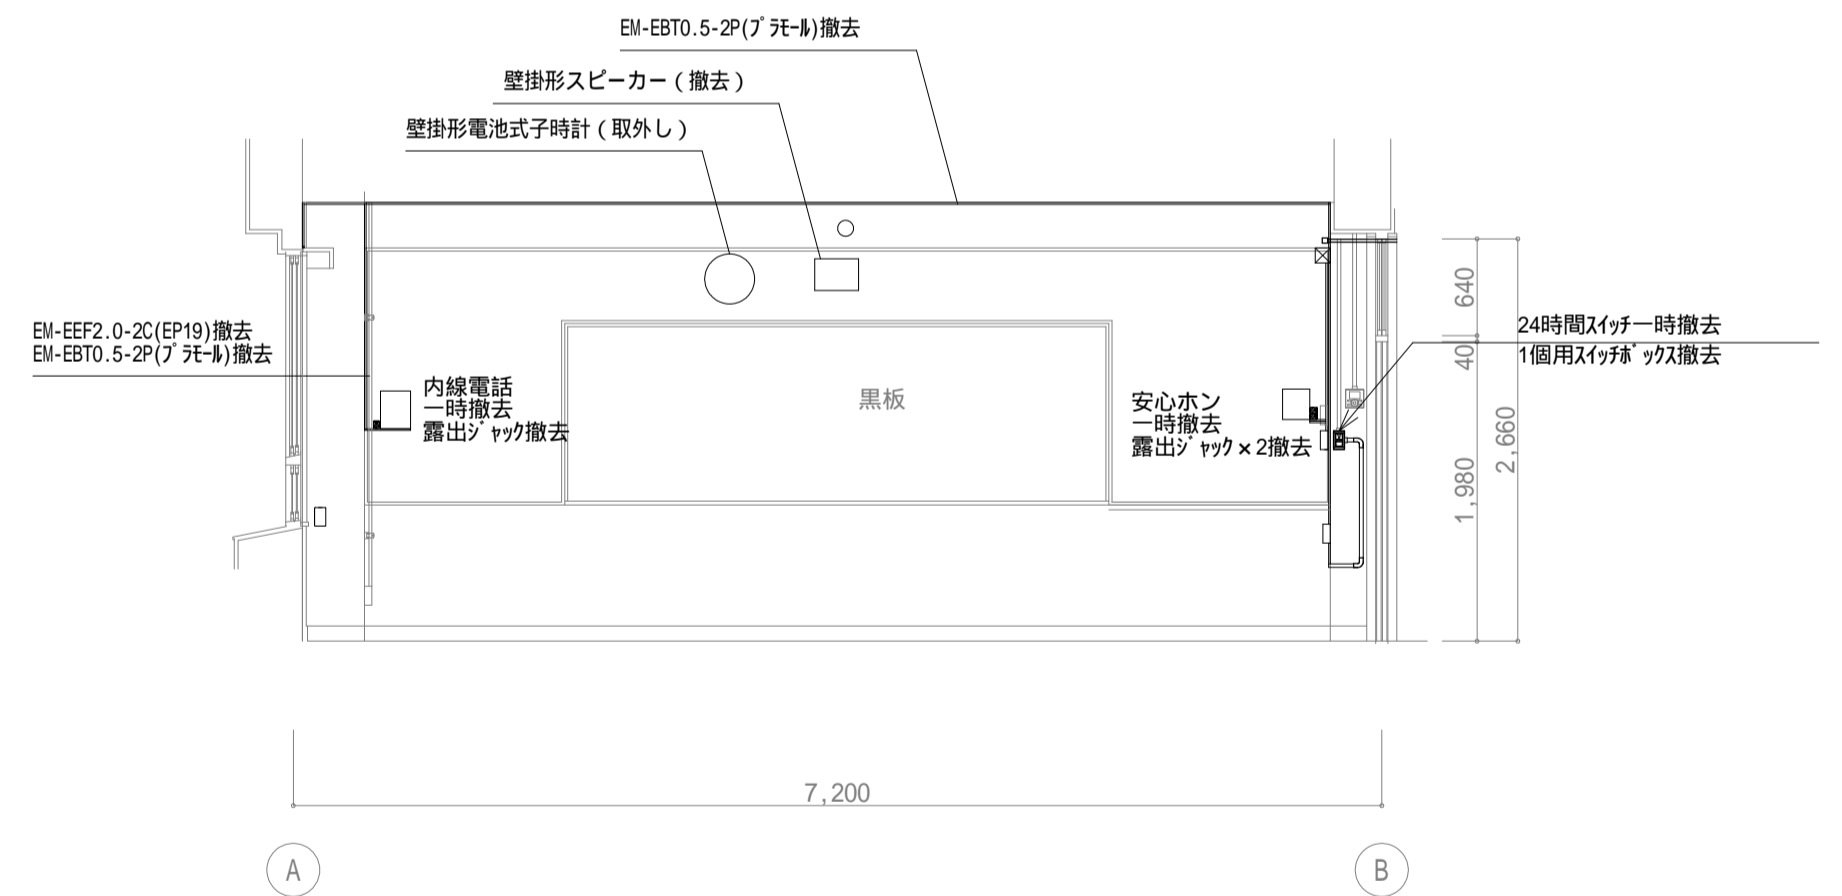 EM-EBT0.5-2P(ﾌﾟﾗﾓｰﾙ)撤去
壁掛形スピーカー(撤去)
壁掛形電池式子時計(取外し)
EM-EEF2.0-2C(EP19)撤去
EM-EBT0.5-2P(ﾌﾟﾗﾓｰﾙ)撤去
640
24時間ｽｲｯﾁ一時撤去
40
1個用ｽｲｯﾁﾎﾞｯｸｽ撤去
内線電話
一時撤去
露出ｼﾞｬｯｸ撤去
黒板
安心ホン
一時撤去
露出ｼﾞｬｯｸ×2撤去
1,980
2,660
7,200
A
B